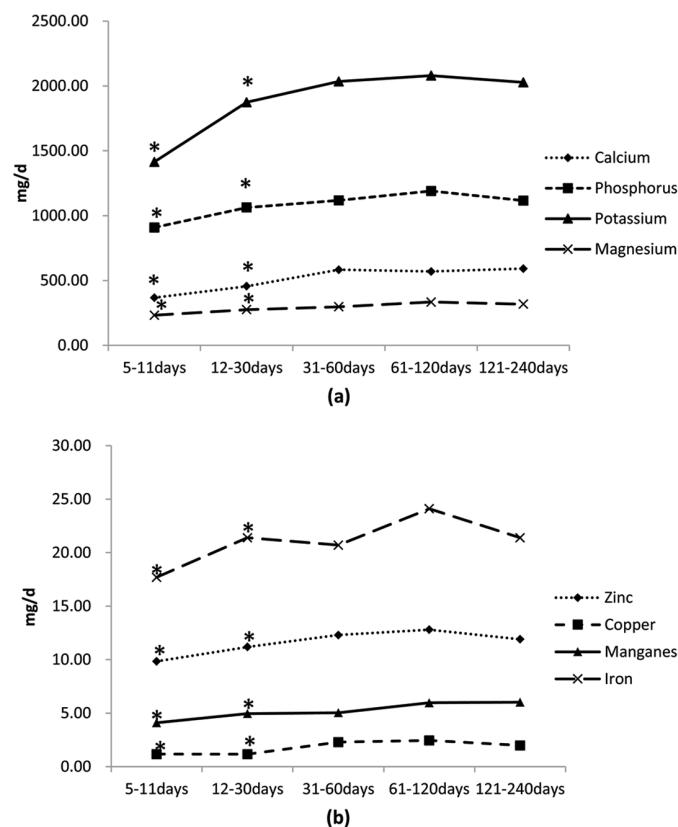 2500.00
2000.00
1500.00
1000.00
500.00
0.00
mg/d
* *
* *
* *
* *
5-11days 12-30days 31-60days 61-120days 121-240days
Calcium
Phosphorus
Potassium
Magnesium
(a)
30.00
25.00
20.00
15.00
10.00
5.00
0.00
mg/d
* *
* *
* *
* *
5-11days 12-30days 31-60days 61-120days 121-240days
Zinc
Copper
Manganes
Iron
(b)